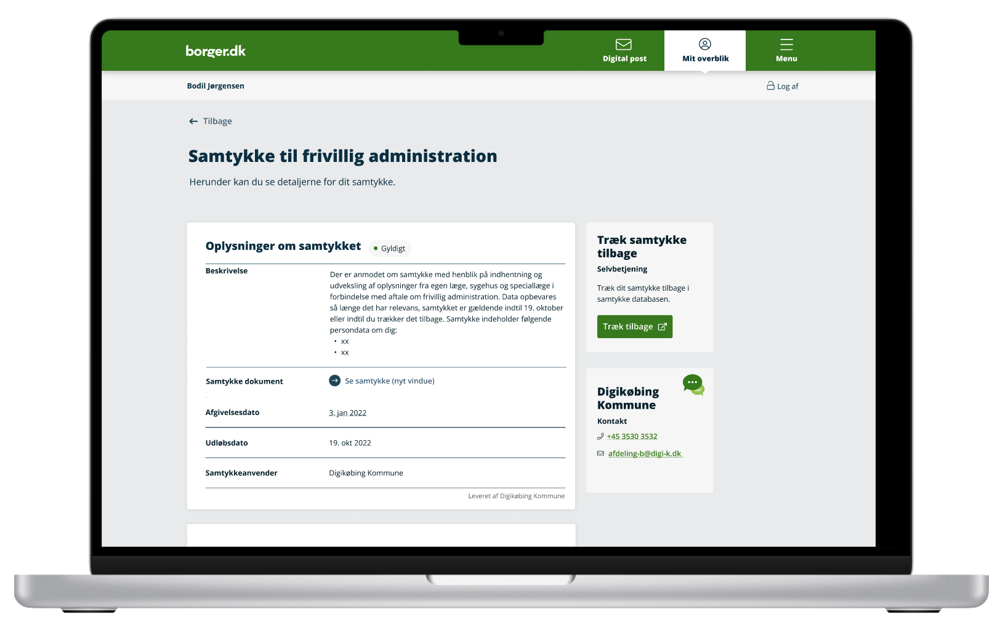 borger.dk
Digital post
Mit overblik
Menu
Bodil Jørgensen
Log af
Tilbage
Samtykke til frivillig administration
Herunder kan du se detaljerne for dit samtykke.
Oplysninger om samtykket
Gyldigt
Beskrivelse
Der er anmodet om samtykke med henblik på indhentning og
udveksling af oplysninger fra egen læge, sygehus og speciallæge i
forbindelse med aftale om frivillig administration. Data opbevares
så længe det har relevans, samtykket er gældende indtil 19. oktober
eller indtil du trækker det tilbage. Samtykke indeholder følgende
persondata om dig:
• xx
• xx
Samtykke dokument
Se samtykke (nyt vindue)
Afgivelsesdato
3. jan 2022
Udløbsdato
19. okt 2022
Samtykkeanvender
Digikøbing Kommune
Leveret af Digikøbing Kommune
Træk samtykke
tilbage
Selvbetjening
Træk dit samtykke tilbage i
samtykke databasen.
Træk tilbage
Digikøbing
Kommune
Kontakt
+45 3530 3532
afdeling-b@digi-k.dk